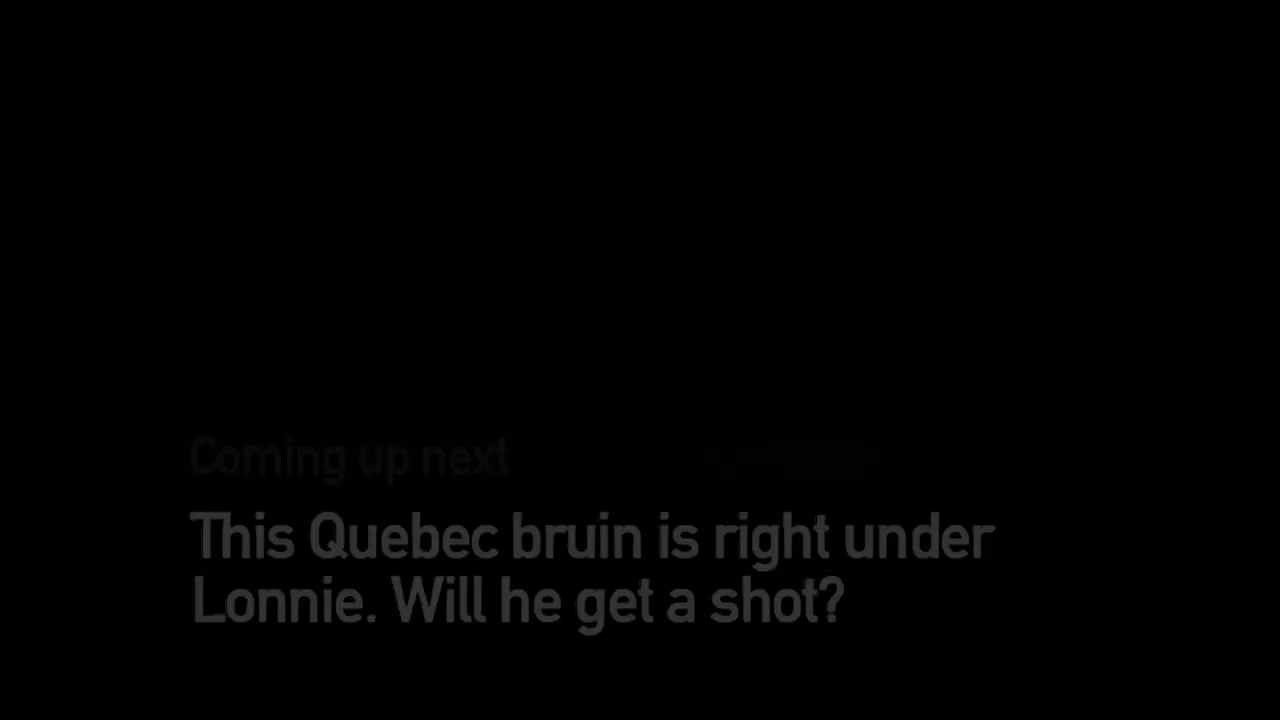 Coming up next
This Quebec bruin is right under
Lonnie. Will he get a shot?